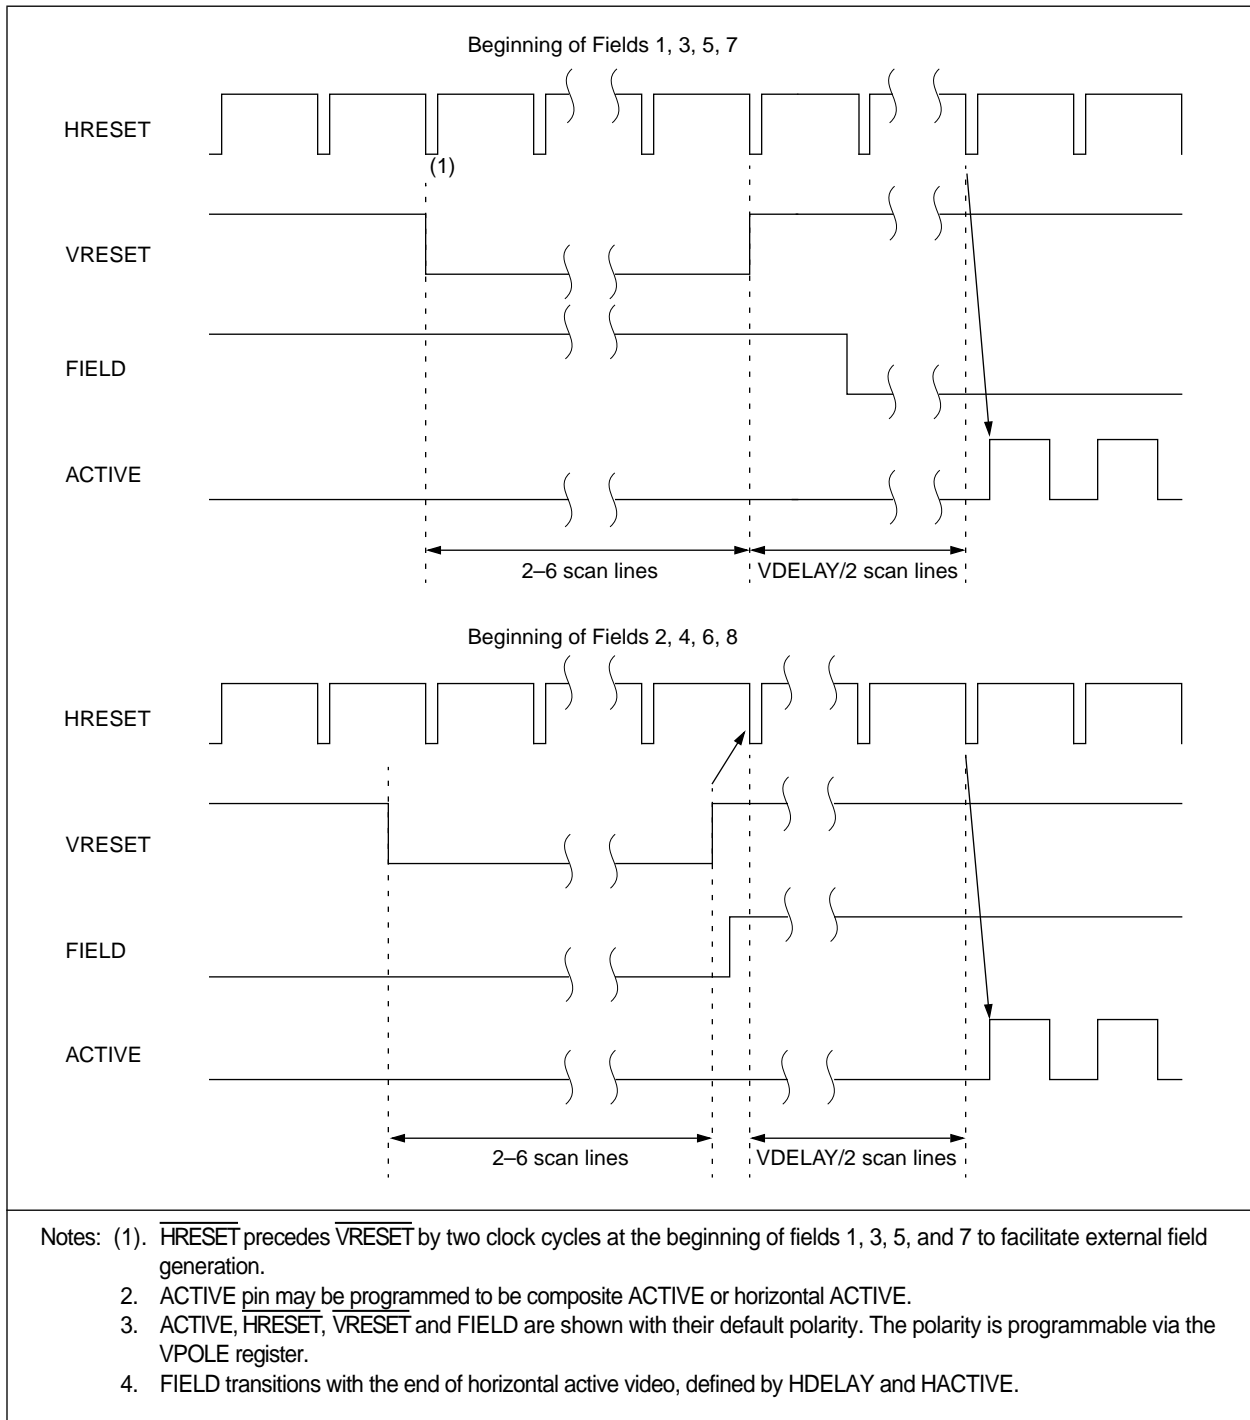 Beginning of Fields 1, 3, 5, 7
HRESET
(1)
VRESET
FIELD
ACTIVE
2–6 scan lines
VDELAY/2 scan lines
Beginning of Fields 2, 4, 6, 8
HRESET
VRESET
FIELD
ACTIVE
2–6 scan lines
VDELAY/2 scan lines
Notes: (1). HRESET precedes VRESET by two clock cycles at the beginning of fields 1, 3, 5, and 7 to facilitate external field
generation.
2. ACTIVE pin may be programmed to be composite ACTIVE or horizontal ACTIVE.
3. ACTIVE, HRESET, VRESET and FIELD are shown with their default polarity. The polarity is programmable via the
VPOLE register.
4. FIELD transitions with the end of horizontal active video, defined by HDELAY and HACTIVE.